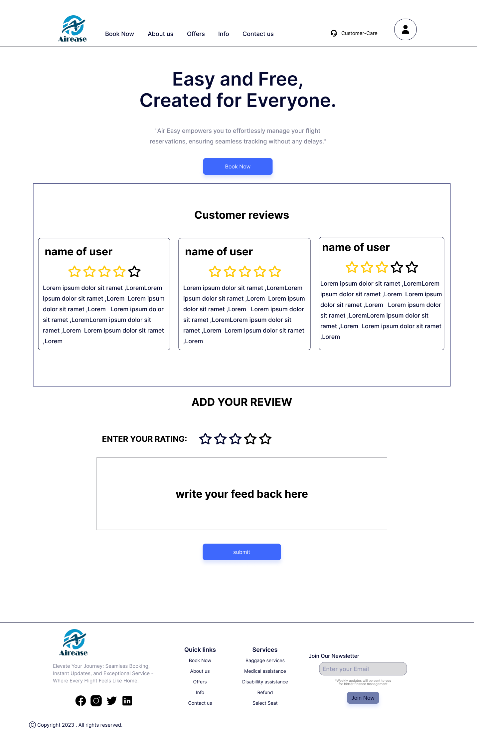 Airease
Book Now
About us
Offers
Info
Contact us
Customer-Care
Easy and Free,
Created for Everyone.
"Air Easy empowers you to effortlessly manage your flight
reservations, ensuring seamless tracking without any delays."
Book Now
Customer reviews
name of user
Lorem ipsum dolor sit ramet ,LoremLorem
ipsum dolor sit ramet ,Lorem Lorem ipsum
dolor sit ramet ,Lorem Lorem ipsum dolor
sit ramet ,LoremLorem ipsum dolor sit
ramet ,Lorem Lorem ipsum dolor sit ramet
,Lorem
name of user
Lorem ipsum dolor sit ramet ,LoremLorem
ipsum dolor sit ramet ,Lorem Lorem ipsum
dolor sit ramet ,Lorem Lorem ipsum dolor
sit ramet ,LoremLorem ipsum dolor sit
ramet ,Lorem Lorem ipsum dolor sit ramet
,Lorem
name of user
Lorem ipsum dolor sit ramet ,LoremLorem
ipsum dolor sit ramet ,Lorem Lorem ipsum
dolor sit ramet ,Lorem Lorem ipsum dolor
sit ramet ,LoremLorem ipsum dolor sit
ramet ,Lorem Lorem ipsum dolor sit ramet
,Lorem
ADD YOUR REVIEW
ENTER YOUR RATING:
write your feed back here
submit
Airease
Elevate Your Journey: Seamless Booking,
Instant Updates, and Exceptional Service –
Where Every Flight Feels Like Home!
Quick links
Book Now
About us
Offers
Info
Contact us
Services
Baggage services
Medical assistance
Disability assistance
Refund
Select Seat
Join Our Newsletter
Enter your Email
Join Now
© Copyright 2023 . All rights reserved.